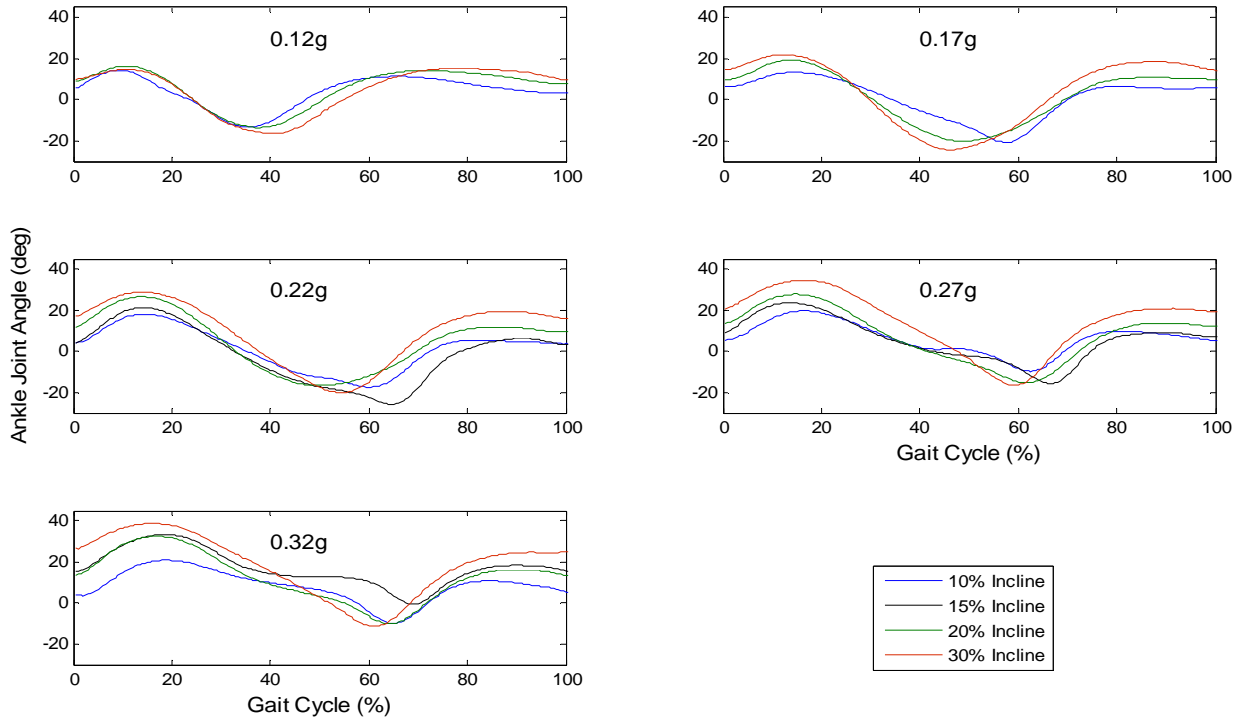 40
20
0
-20
0 20 40 60 80 100
0.12g
40
20
0
-20
0 20 40 60 80 100
0.17g
Ankle Joint Angle (deg)
40
20
0
-20
0 20 40 60 80 100
0.22g
40
20
0
-20
0 20 40 60 80 100
0.27g
Gait Cycle (%)
40
20
0
-20
0 20 40 60 80 100
0.32g
Gait Cycle (%)
10% Incline
15% Incline
20% Incline
30% Incline